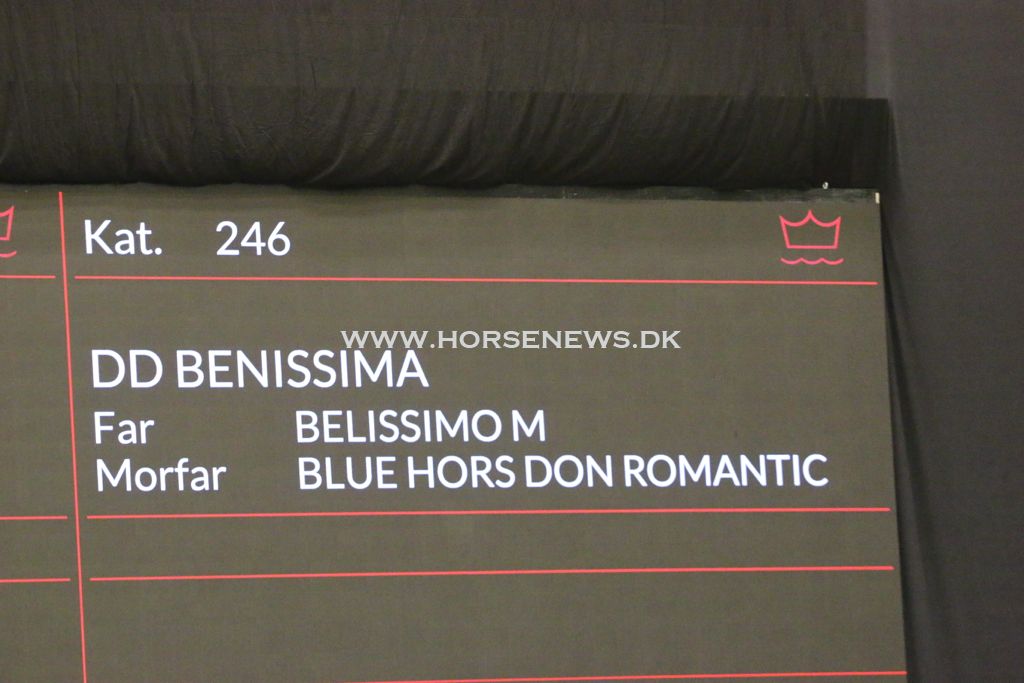 Kat. 246
WWW.HORSENEWS.DK
DD BENISSIMA
Far BELISSIMO M
Morfar BLUE HORS DON ROMANTIC